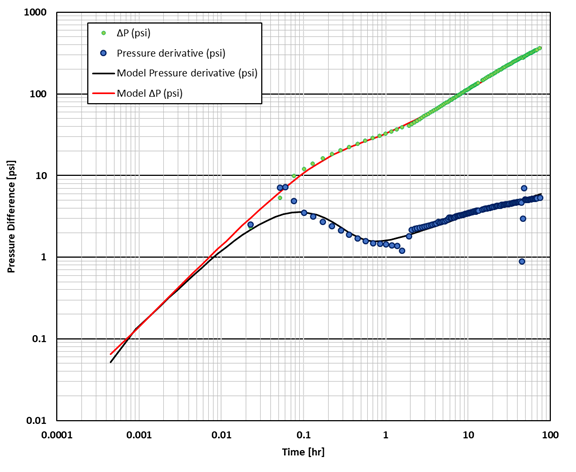 1000
100
10
1
0.1
0.01
Pressure Difference [psi]
ΔP (psi)
Pressure derivative (psi)
Model Pressure derivative (psi)
Model ΔP (psi)
0.0001 0.001 0.01 0.1 1 10 100
Time [hr]